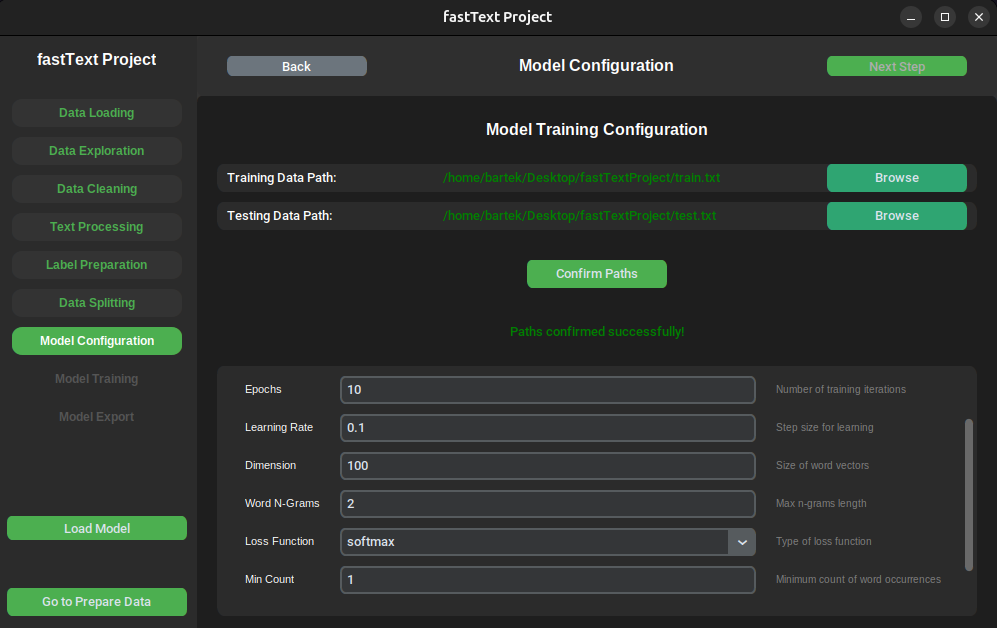 fastText Project
fastText Project
Back
Model Configuration
Next Step
Data Loading
Data Exploration
Data Cleaning
Text Processing
Label Preparation
Data Splitting
Model Configuration
Model Training
Model Export
Load Model
Go to Prepare Data
Model Training Configuration
Training Data Path: /home/bartek/Desktop/fastTextProject/train.txt Browse
Testing Data Path: /home/bartek/Desktop/fastTextProject/test.txt Browse
Confirm Paths
Paths confirmed successfully!
Epochs 10 Number of training iterations
Learning Rate 0.1 Step size for learning
Dimension 100 Size of word vectors
Word N-Grams 2 Max n-grams length
Loss Function softmax Type of loss function
Min Count 1 Minimum count of word occurrences